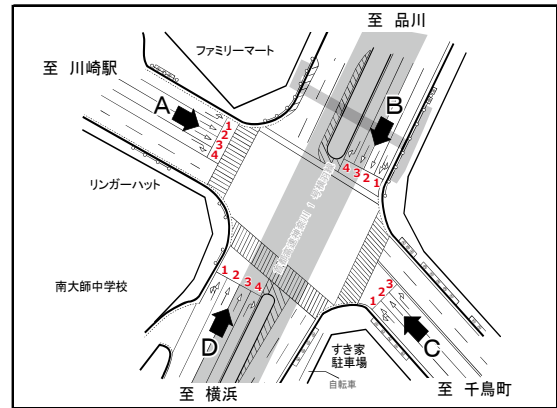 至 品川
ファミリーマート
至 川崎駅
A
B
1
2
3
4
4 3 2 1
リンガーハット
南大師中学校
1 2 3 4
1 2 3
D
C
すき家
駐車場
自転車
至 横浜
至 千鳥町